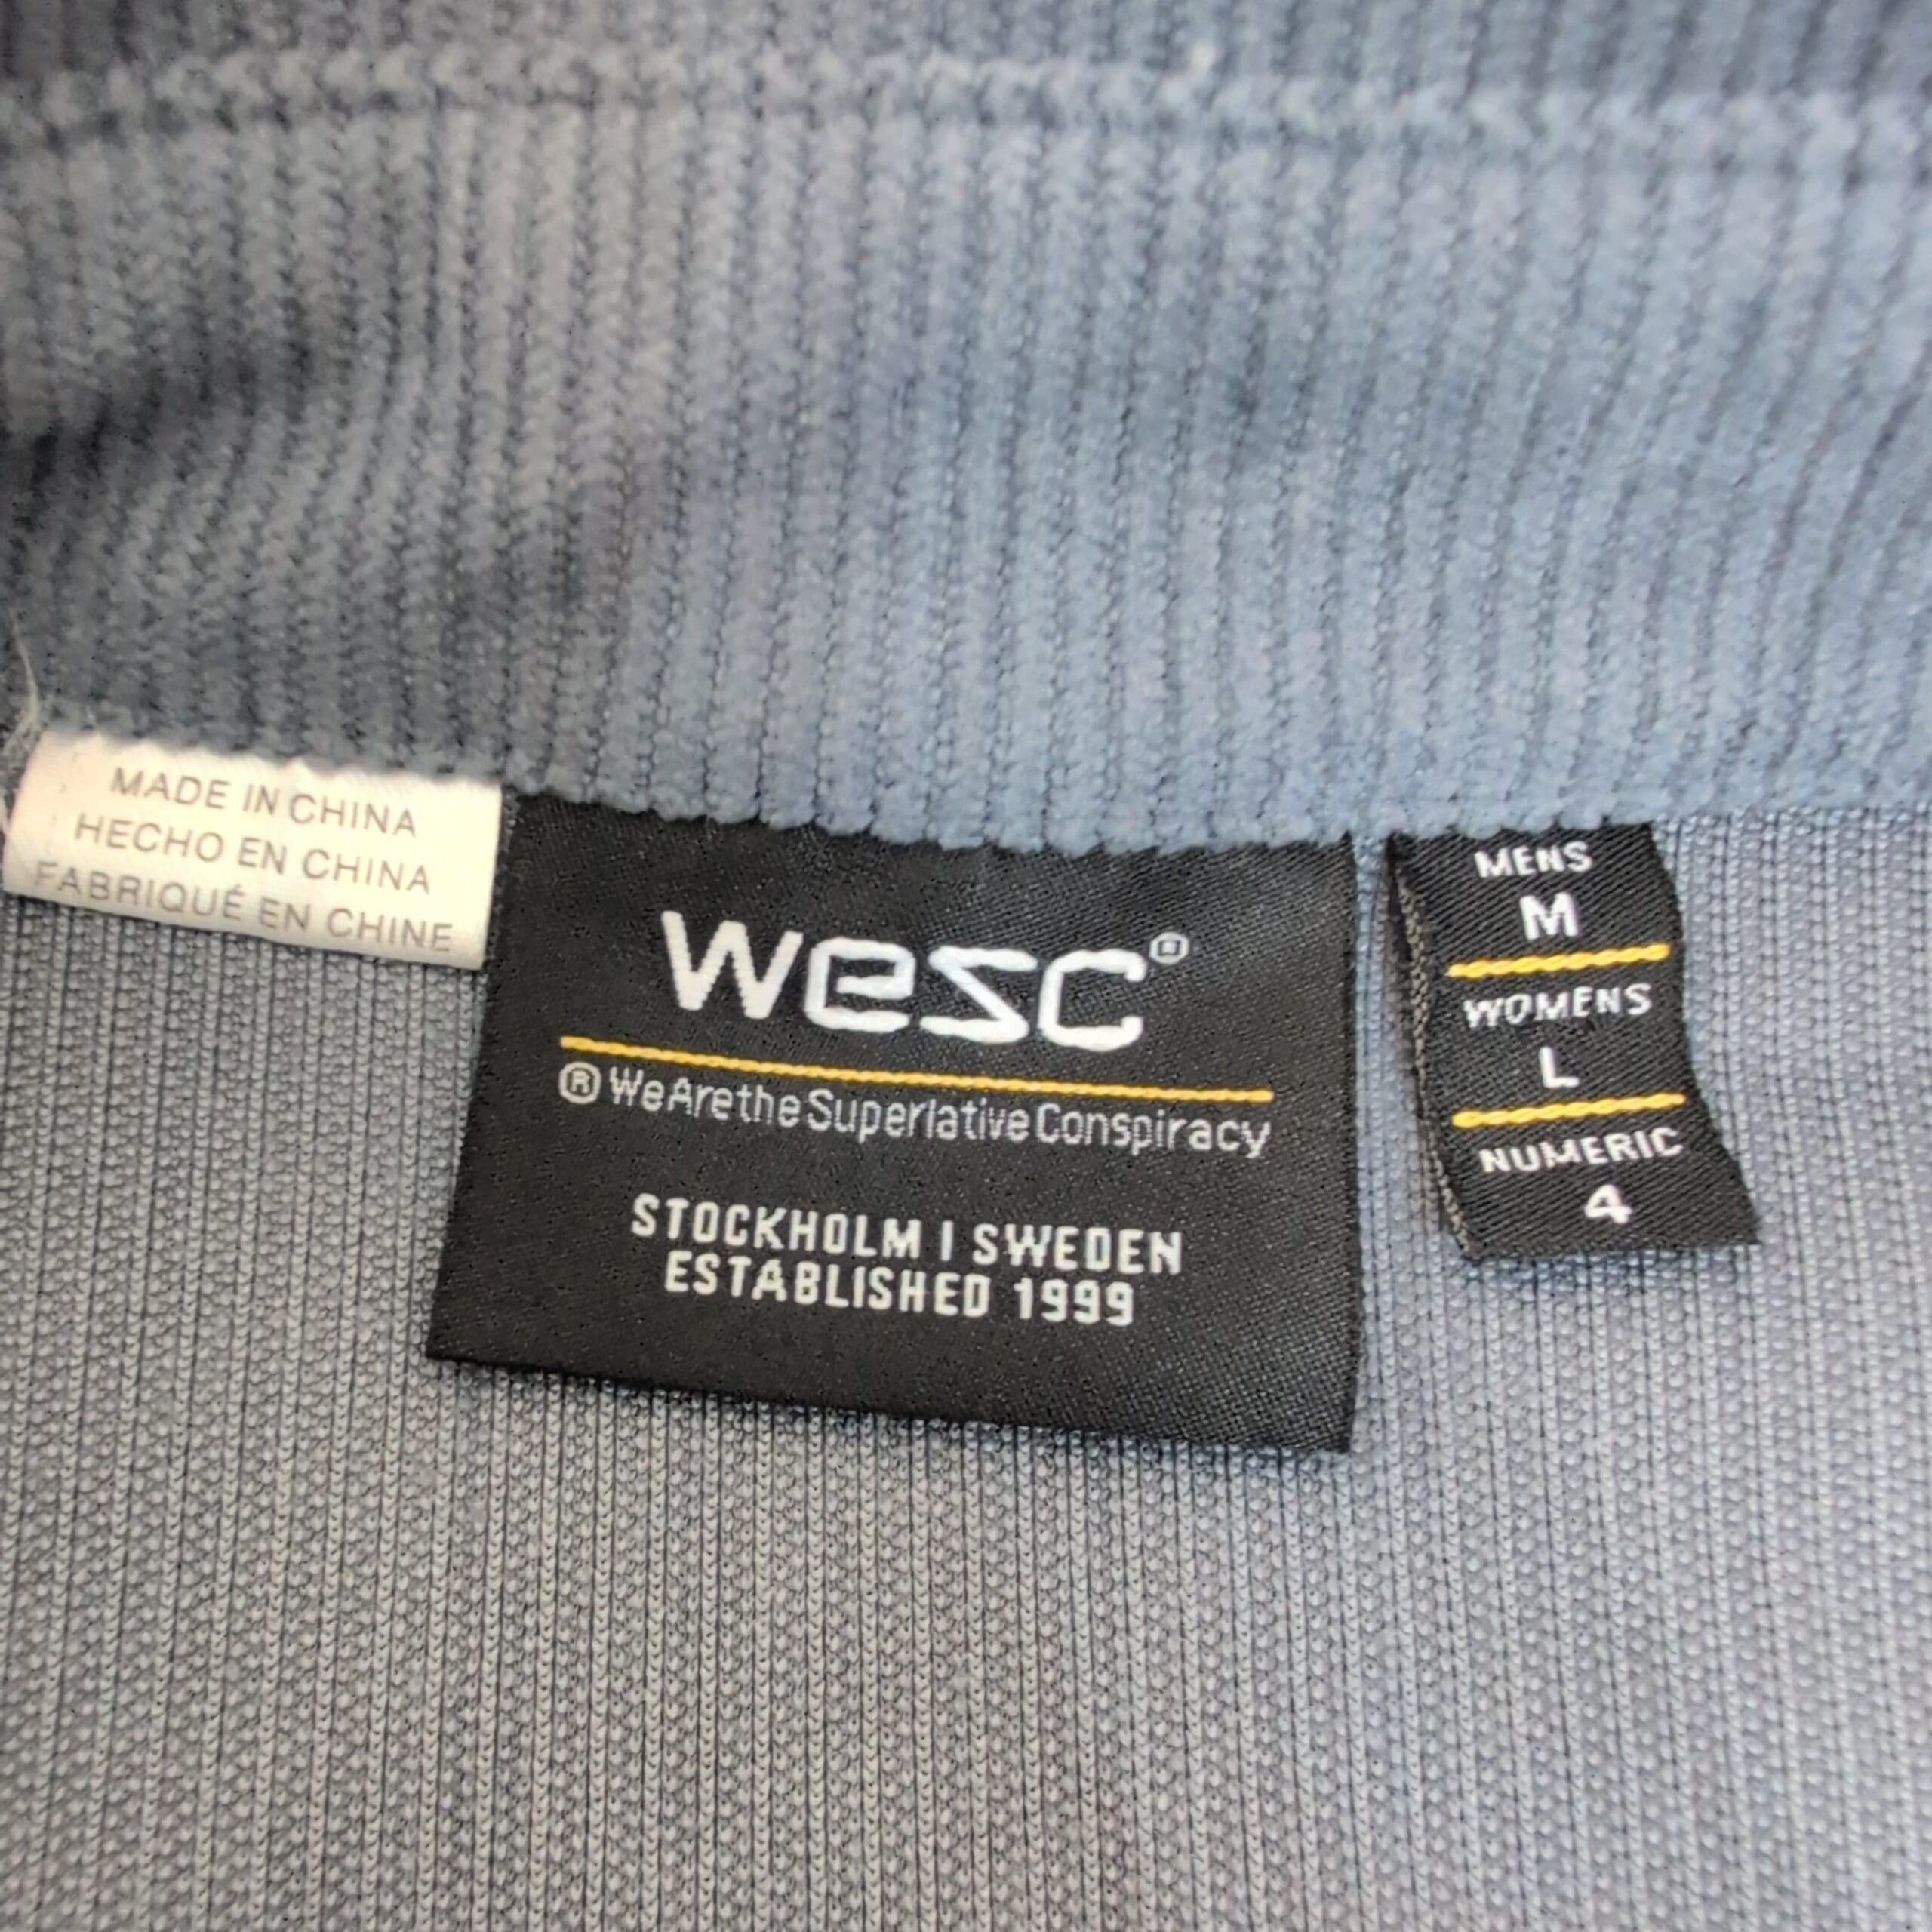 MADE IN CHINA
HECHO EN CHINA
FABRIQUÉ EN CHINE
wesc
® WeAretheSuperlativeConspiracy
STOCKHOLM | SWEDEN
ESTABLISHED 1999
MENS
M
WOMENS
L
NUMERIC
4